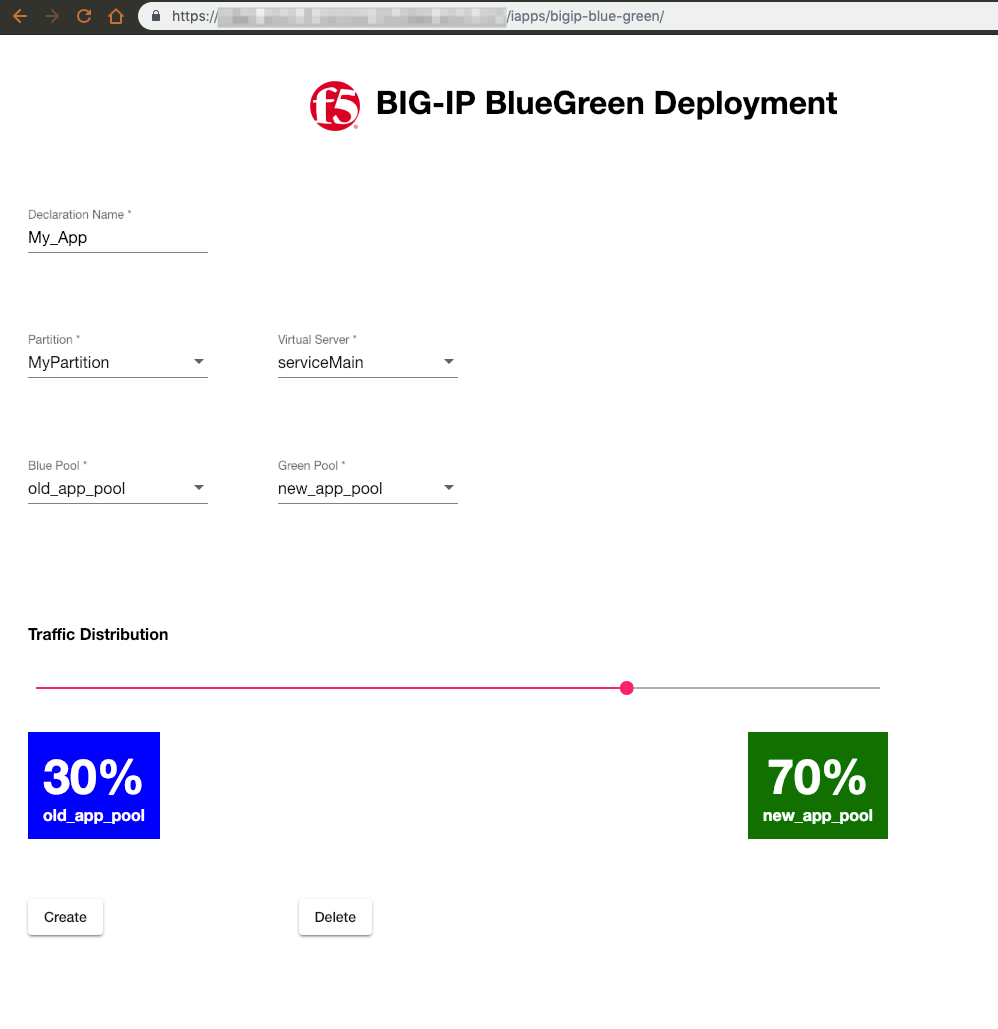 https://
/iapps/bigip-blue-green/
f5 BIG-IP BlueGreen Deployment
Declaration Name *
My_App
Partition * Virtual Server *
MyPartition serviceMain
Blue Pool * Green Pool *
old_app_pool new_app_pool
Traffic Distribution
30% 70%
old_app_pool new_app_pool
Create Delete